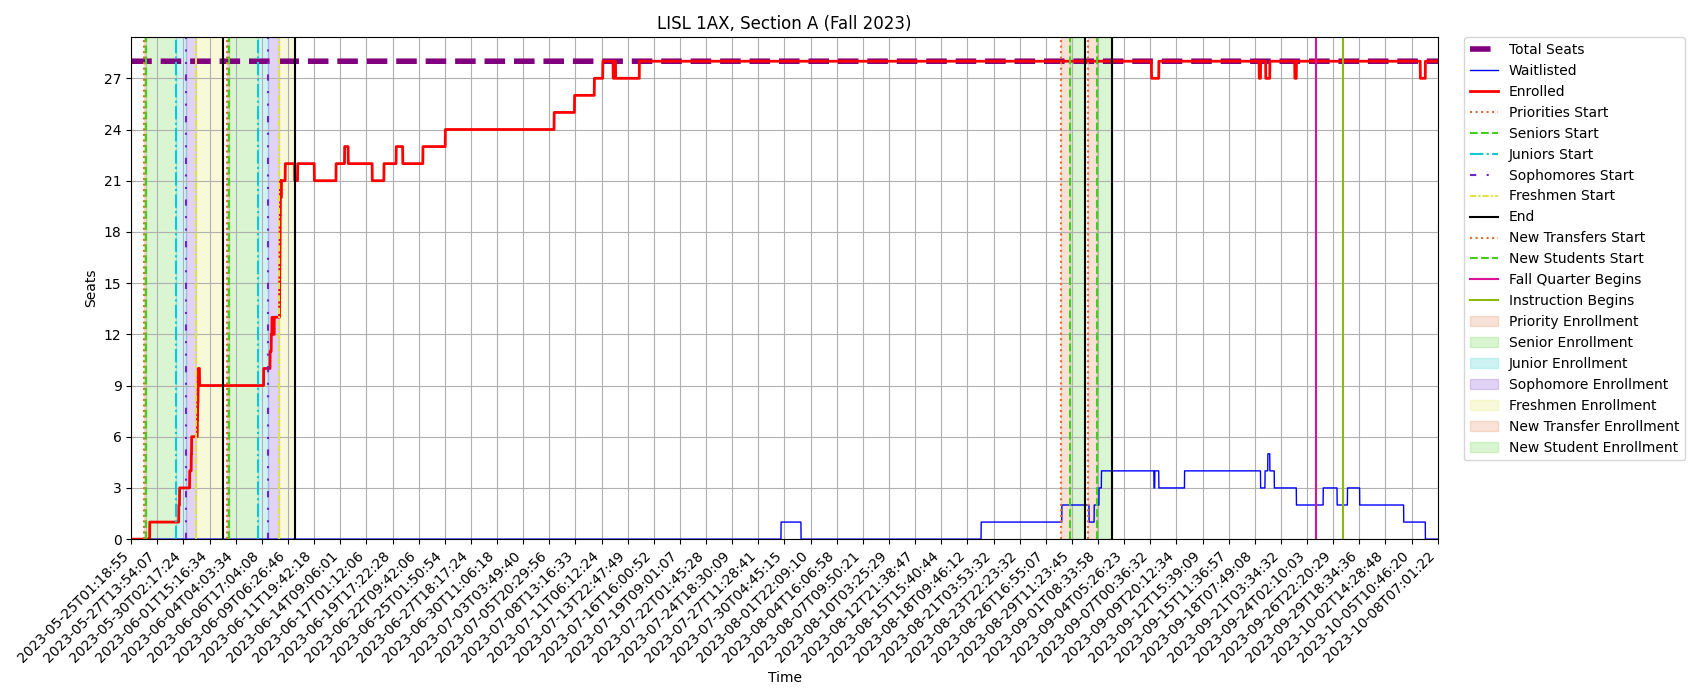 LISL 1AX, Section A (Fall 2023)
Seats
27
24
21
18
15
12
9
6
3
0
2023-05-25T01:18:55
2023-05-27T13:54:07
2023-05-30T02:17:24
2023-06-01T15:16:34
2023-06-04T04:03:34
2023-06-06T17:04:08
2023-06-09T06:26:46
2023-06-11T19:42:18
2023-06-14T09:06:01
2023-06-17T01:12:06
2023-06-19T17:22:28
2023-06-22T09:42:06
2023-06-25T01:50:54
2023-06-27T18:17:24
2023-06-30T11:06:18
2023-07-03T03:49:40
2023-07-05T20:29:56
2023-07-08T13:16:33
2023-07-11T06:12:24
2023-07-13T22:47:49
2023-07-16T16:00:52
2023-07-19T09:01:07
2023-07-22T01:45:28
2023-07-24T18:30:09
2023-07-27T11:28:41
2023-07-30T04:45:15
2023-08-01T22:09:10
2023-08-04T16:06:58
2023-08-07T09:50:21
2023-08-10T03:25:29
2023-08-12T21:38:47
2023-08-15T15:40:44
2023-08-18T09:46:12
2023-08-21T03:53:32
2023-08-23T22:23:32
2023-08-26T16:55:07
2023-08-29T11:23:45
2023-09-01T08:33:58
2023-09-04T05:26:23
2023-09-07T00:36:32
2023-09-09T20:12:34
2023-09-12T15:39:09
2023-09-15T11:36:57
2023-09-18T07:49:08
2023-09-21T03:34:32
2023-09-24T02:10:03
2023-09-26T22:20:29
2023-09-29T18:34:36
2023-10-02T14:28:48
2023-10-05T10:46:20
2023-10-08T07:01:22
Time
Total Seats
Waitlisted
Enrolled
Priorities Start
Seniors Start
Juniors Start
Sophomores Start
Freshmen Start
End
New Transfers Start
New Students Start
Fall Quarter Begins
Instruction Begins
Priority Enrollment
Senior Enrollment
Junior Enrollment
Sophomore Enrollment
Freshmen Enrollment
New Transfer Enrollment
New Student Enrollment